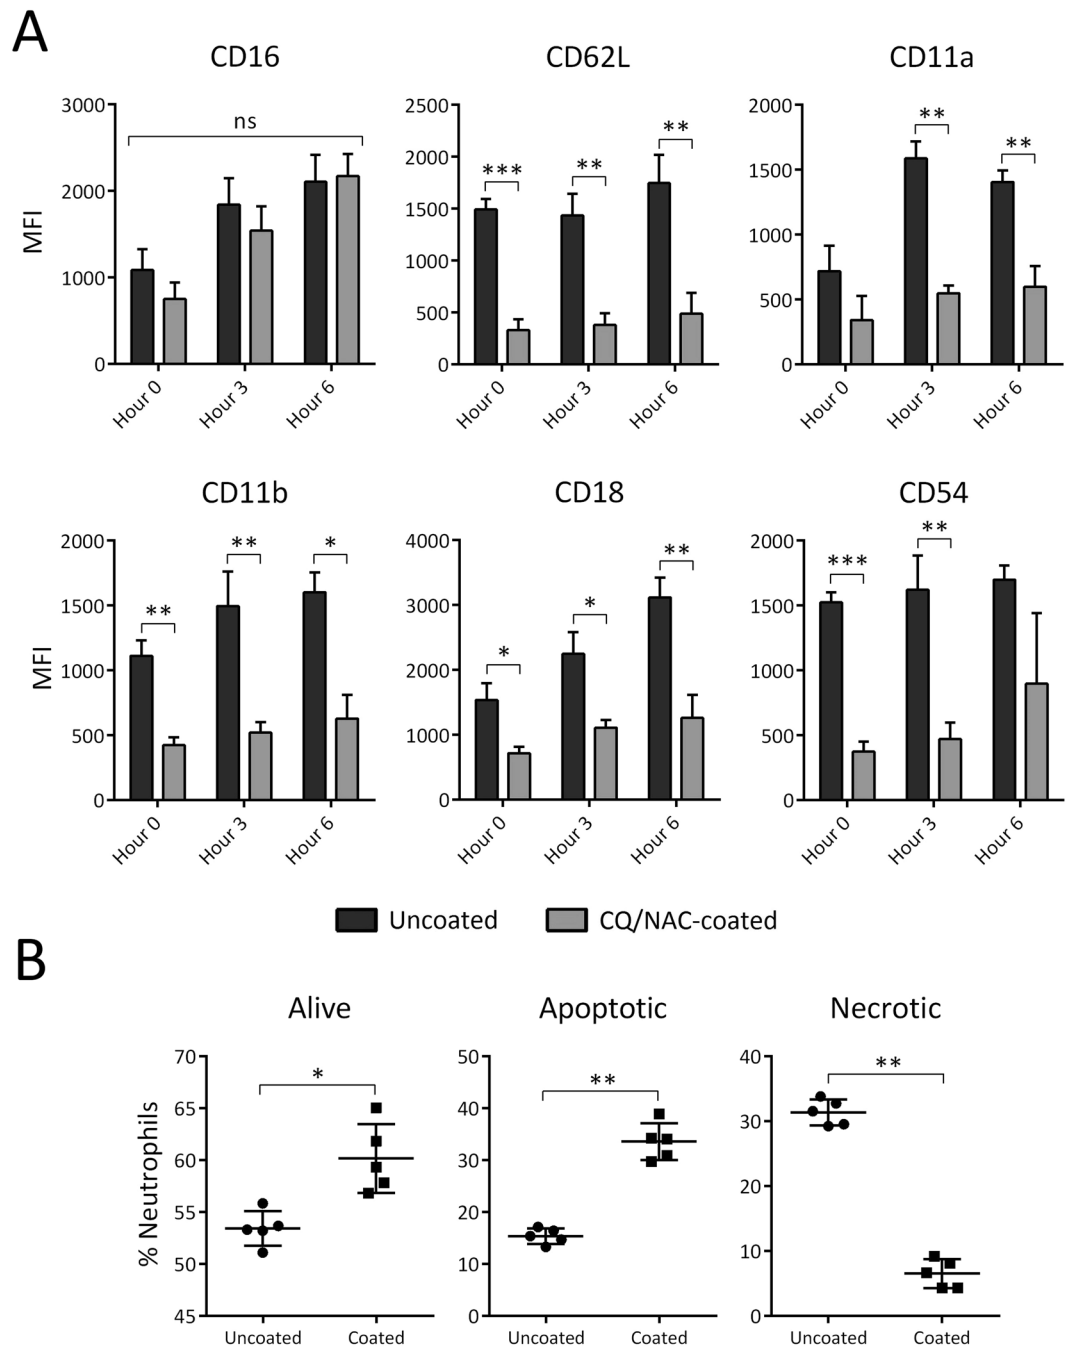 A
CD16
CD62L
CD11a
MFI
3000
2000
1000
0
ns
Hour 0
Hour 3
Hour 6
2500
2000
1500
1000
500
0
***
**
**
Hour 0
Hour 3
Hour 6
2000
1500
1000
500
0
**
**
Hour 0
Hour 3
Hour 6
CD11b
CD18
CD54
MFI
2000
1500
1000
500
0
**
**
*
Hour 0
Hour 3
Hour 6
4000
3000
2000
1000
0
*
*
**
Hour 0
Hour 3
Hour 6
2000
1500
1000
500
0
***
**
Hour 0
Hour 3
Hour 6
Uncoated
CQ/NAC-coated
B
Alive
Apoptotic
Necrotic
% Neutrophils
70
65
60
55
50
45
*
Uncoated
Coated
50
40
30
20
10
0
**
Uncoated
Coated
40
30
20
10
0
**
Uncoated
Coated